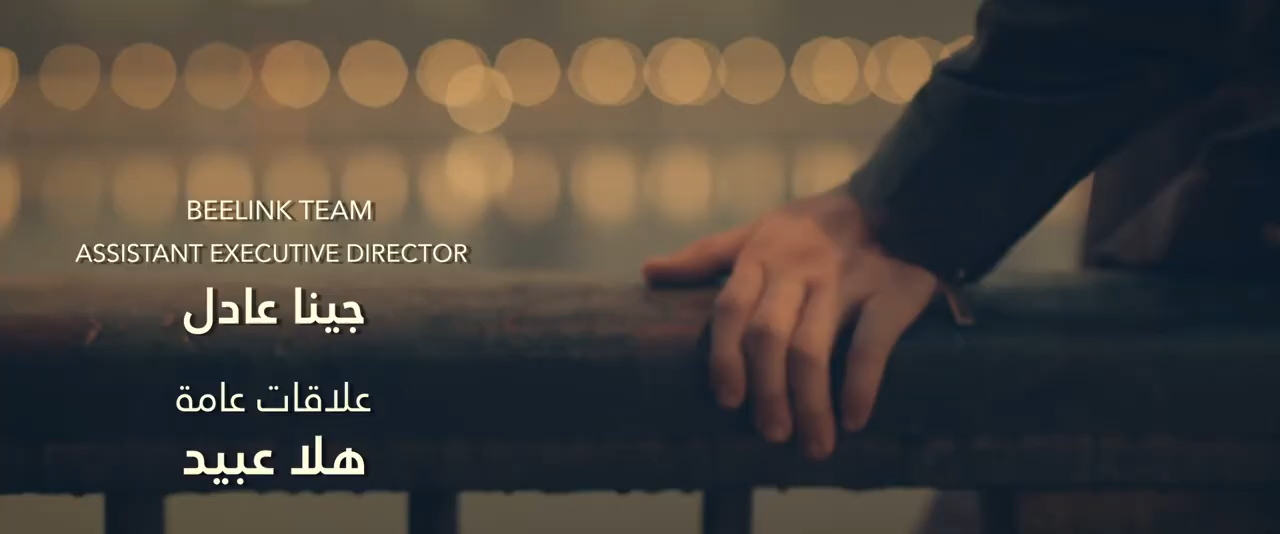 BEELINK TEAM
ASSISTANT EXECUTIVE DIRECTOR
جينا عادل
علاقات عامة
هلا عبيد